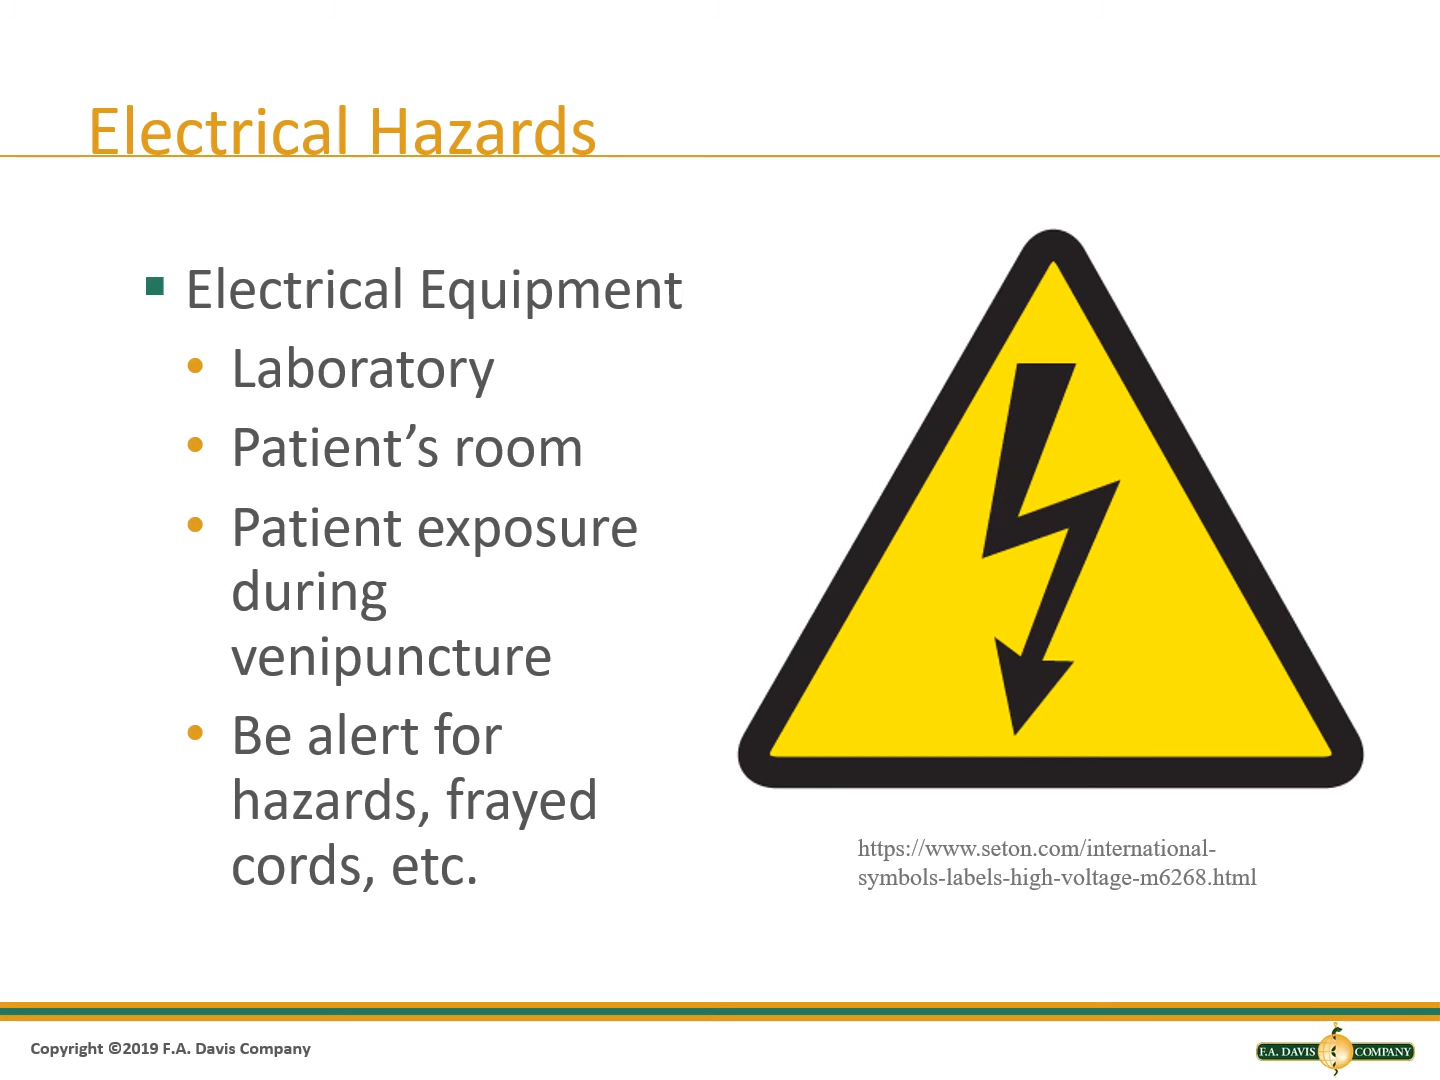 Electrical Hazards
Electrical Equipment
Laboratory
Patient’s room
Patient exposure
during
venipuncture
Be alert for
hazards, frayed
cords, etc.
https://www.seton.com/international-
symbols-labels-high-voltage-m6268.html
Copyright ©2019 F.A. Davis Company
F.A. DAVIS COMPANY